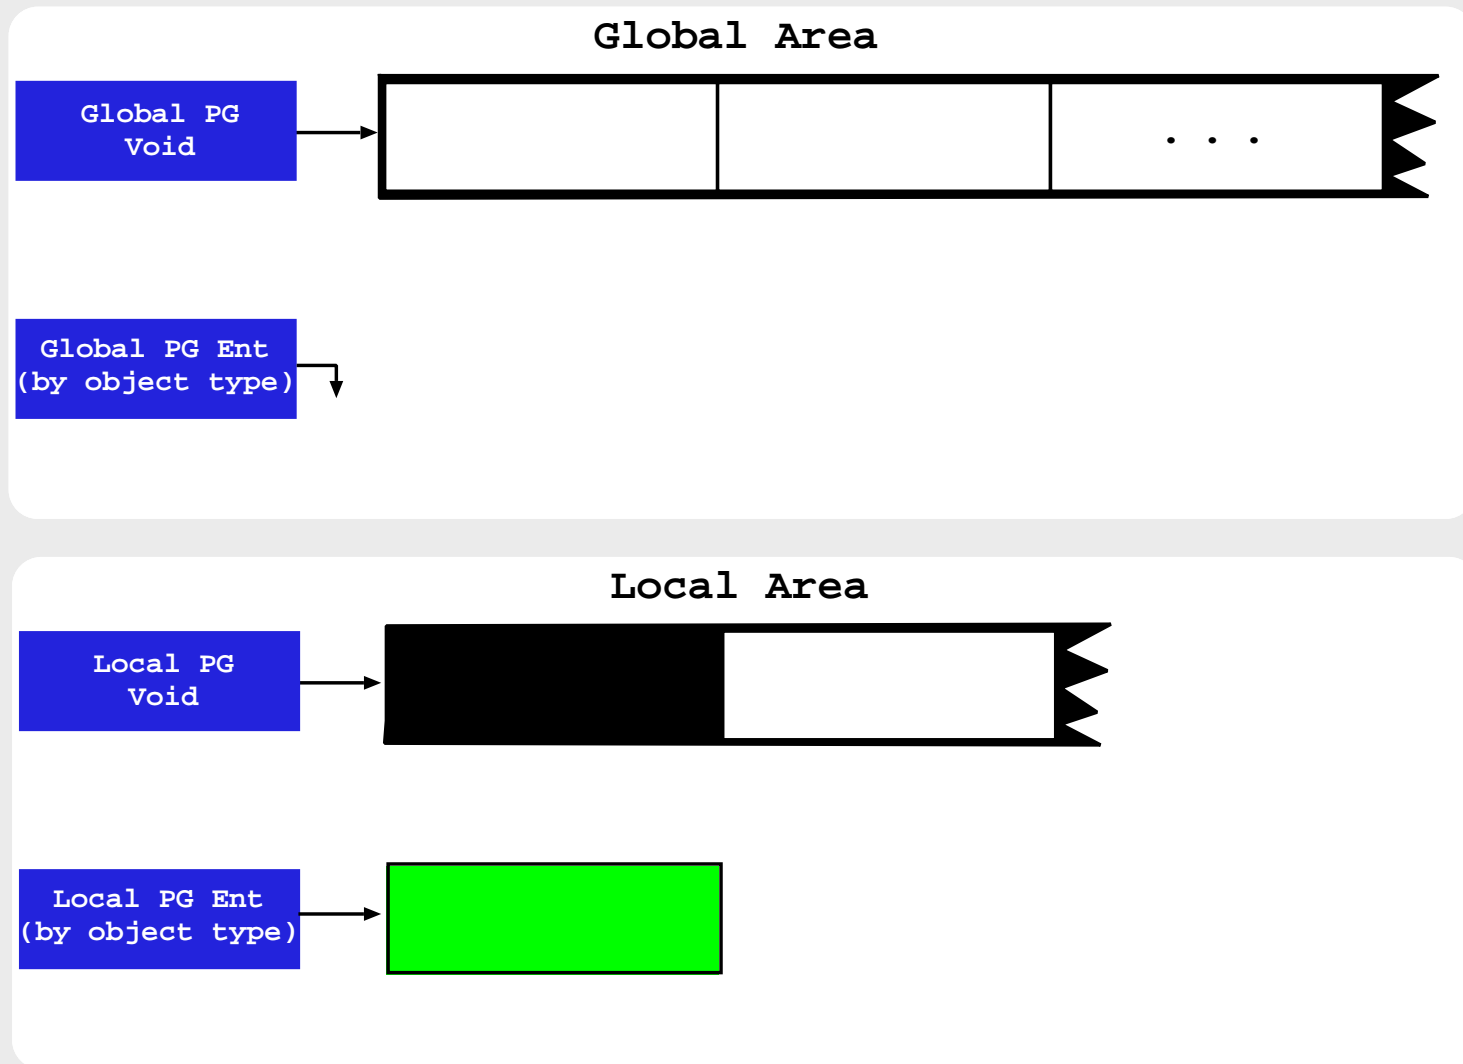 Global Area
Global PG
Void
. . .
Global PG Ent
(by object type)
Local Area
Local PG
Void
Local PG Ent
(by object type)